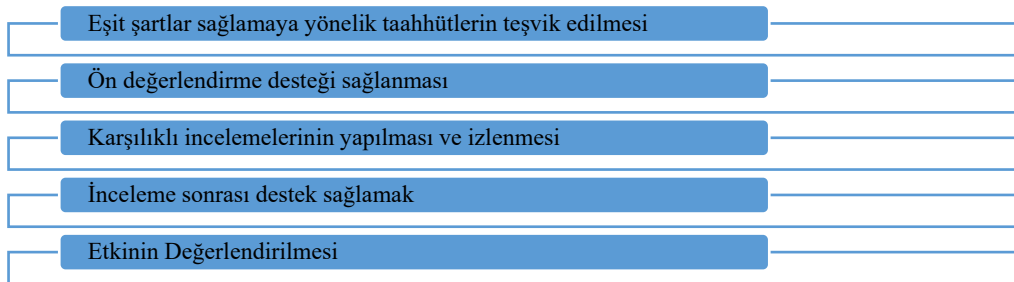 Eşit şartlar sağlamaya yönelik taahhütlerin teşvik edilmesi
Ön değerlendirme desteği sağlanması
Karşılıklı incelemelerinin yapılması ve izlenmesi
İnceleme sonrası destek sağlamak
Etkinin Değerlendirilmesi